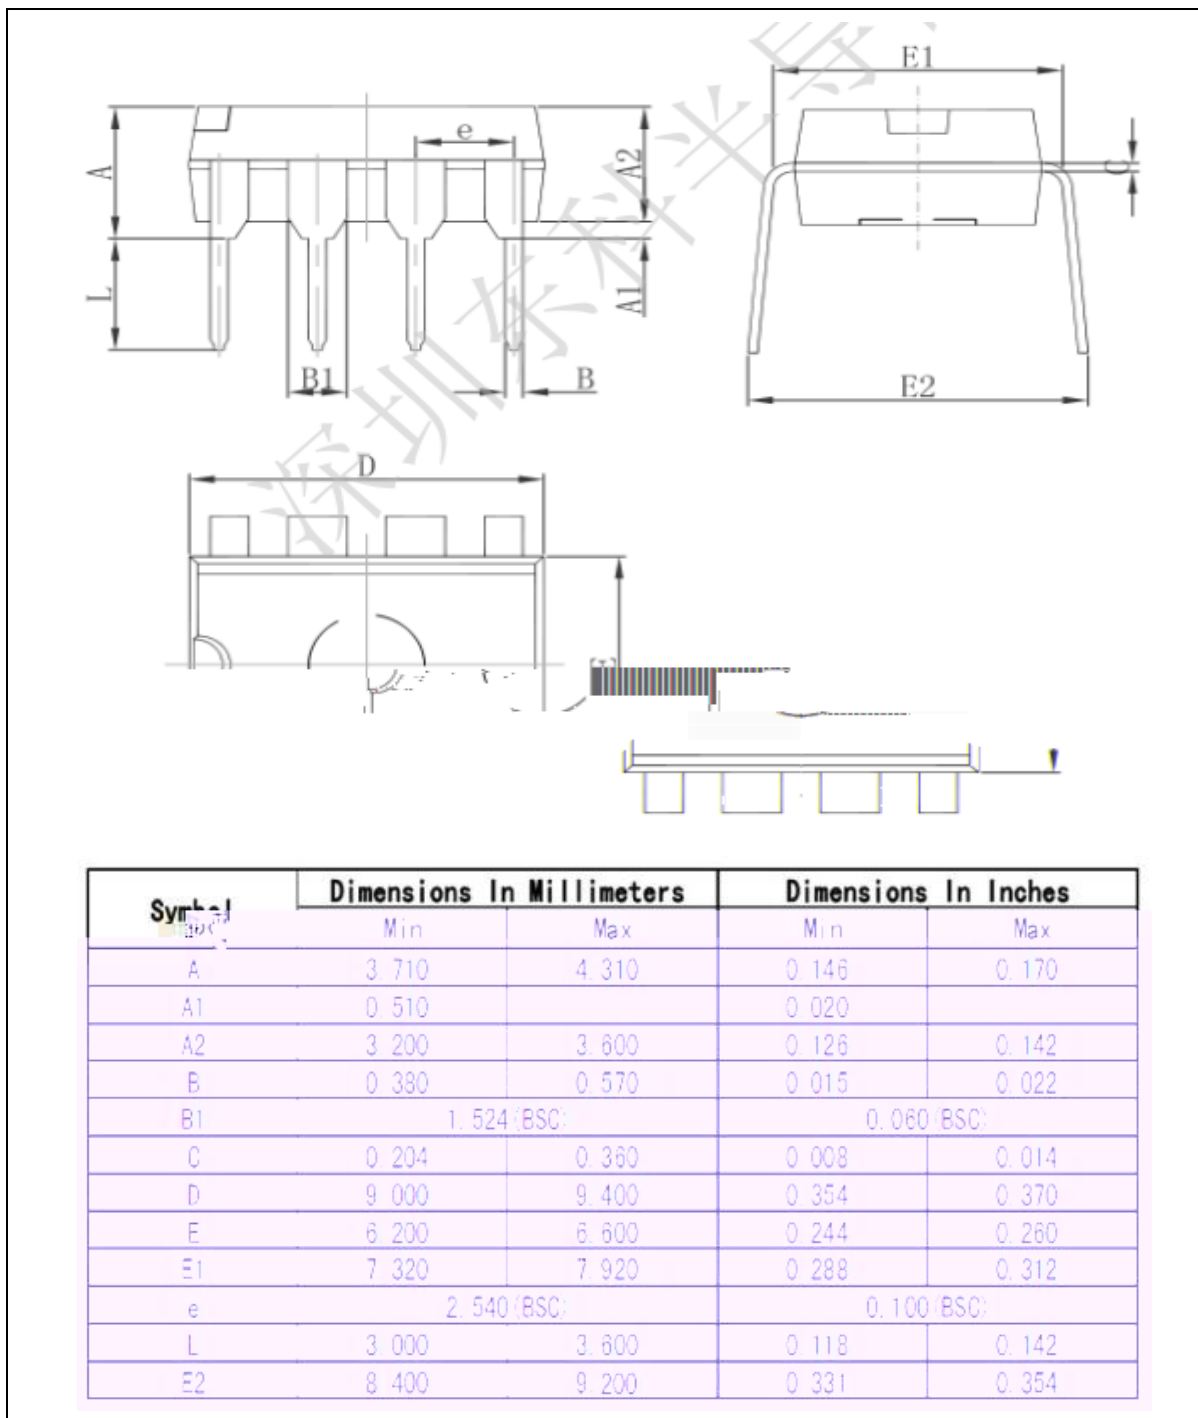 E1
A
e
A2
C
L
A1
B1
B
E2
D
E
深圳东科半导
Symbol
Dimensions In Millimeters
Dimensions In Inches
Min Max Min Max
A 3.710 4.310 0.146 0.170
A1 0.510 0.020
A2 3.200 3.600 0.126 0.142
B 0.380 0.570 0.015 0.022
B1 1.524(BSC) 0.060(BSC)
C 0.204 0.360 0.008 0.014
D 9.000 9.400 0.354 0.370
E 6.200 6.600 0.244 0.260
E1 7.320 7.920 0.288 0.312
e 2.540(BSC) 0.100(BSC)
L 3.000 3.600 0.118 0.142
E2 8.400 9.200 0.331 0.354